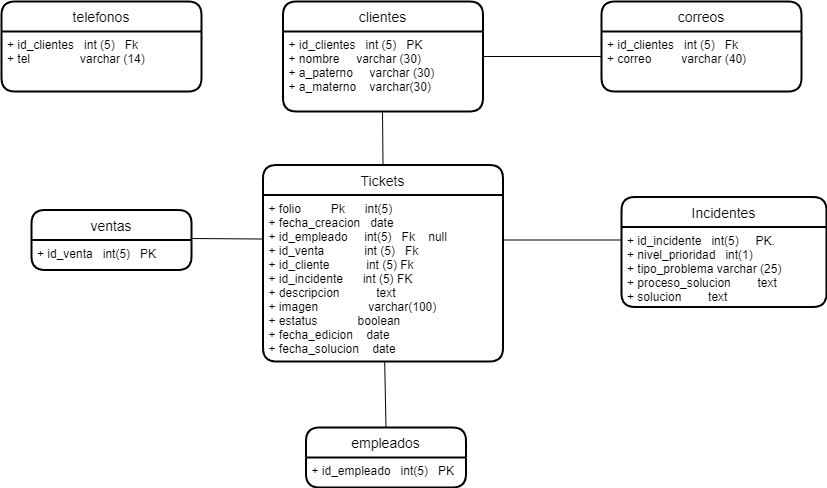 telefonos
+ id_clientes int (5) Fk
+ tel varchar (14)
clientes
+ id_clientes int (5) PK
+ nombre varchar (30)
+ a_paterno varchar (30)
+ a_materno varchar(30)
correos
+ id_clientes int (5) Fk
+ correo varchar (40)
ventas
+ id_venta int(5) PK
Tickets
+ folio Pk int(5)
+ fecha_creacion date
+ id_empleado int(5) Fk null
+ id_venta int (5) Fk
+ id_cliente int (5) Fk
+ id_incidente int (5) FK
+ descripcion text
+ imagen varchar(100)
+ estatus boolean
+ fecha_edicion date
+ fecha_solucion date
Incidentes
+ id_incidente int(5) PK.
+ nivel_prioridad int(1)
+ tipo_problema varchar (25)
+ proceso_solucion text
+ solucion text
empleados
+ id_empleado int(5) PK